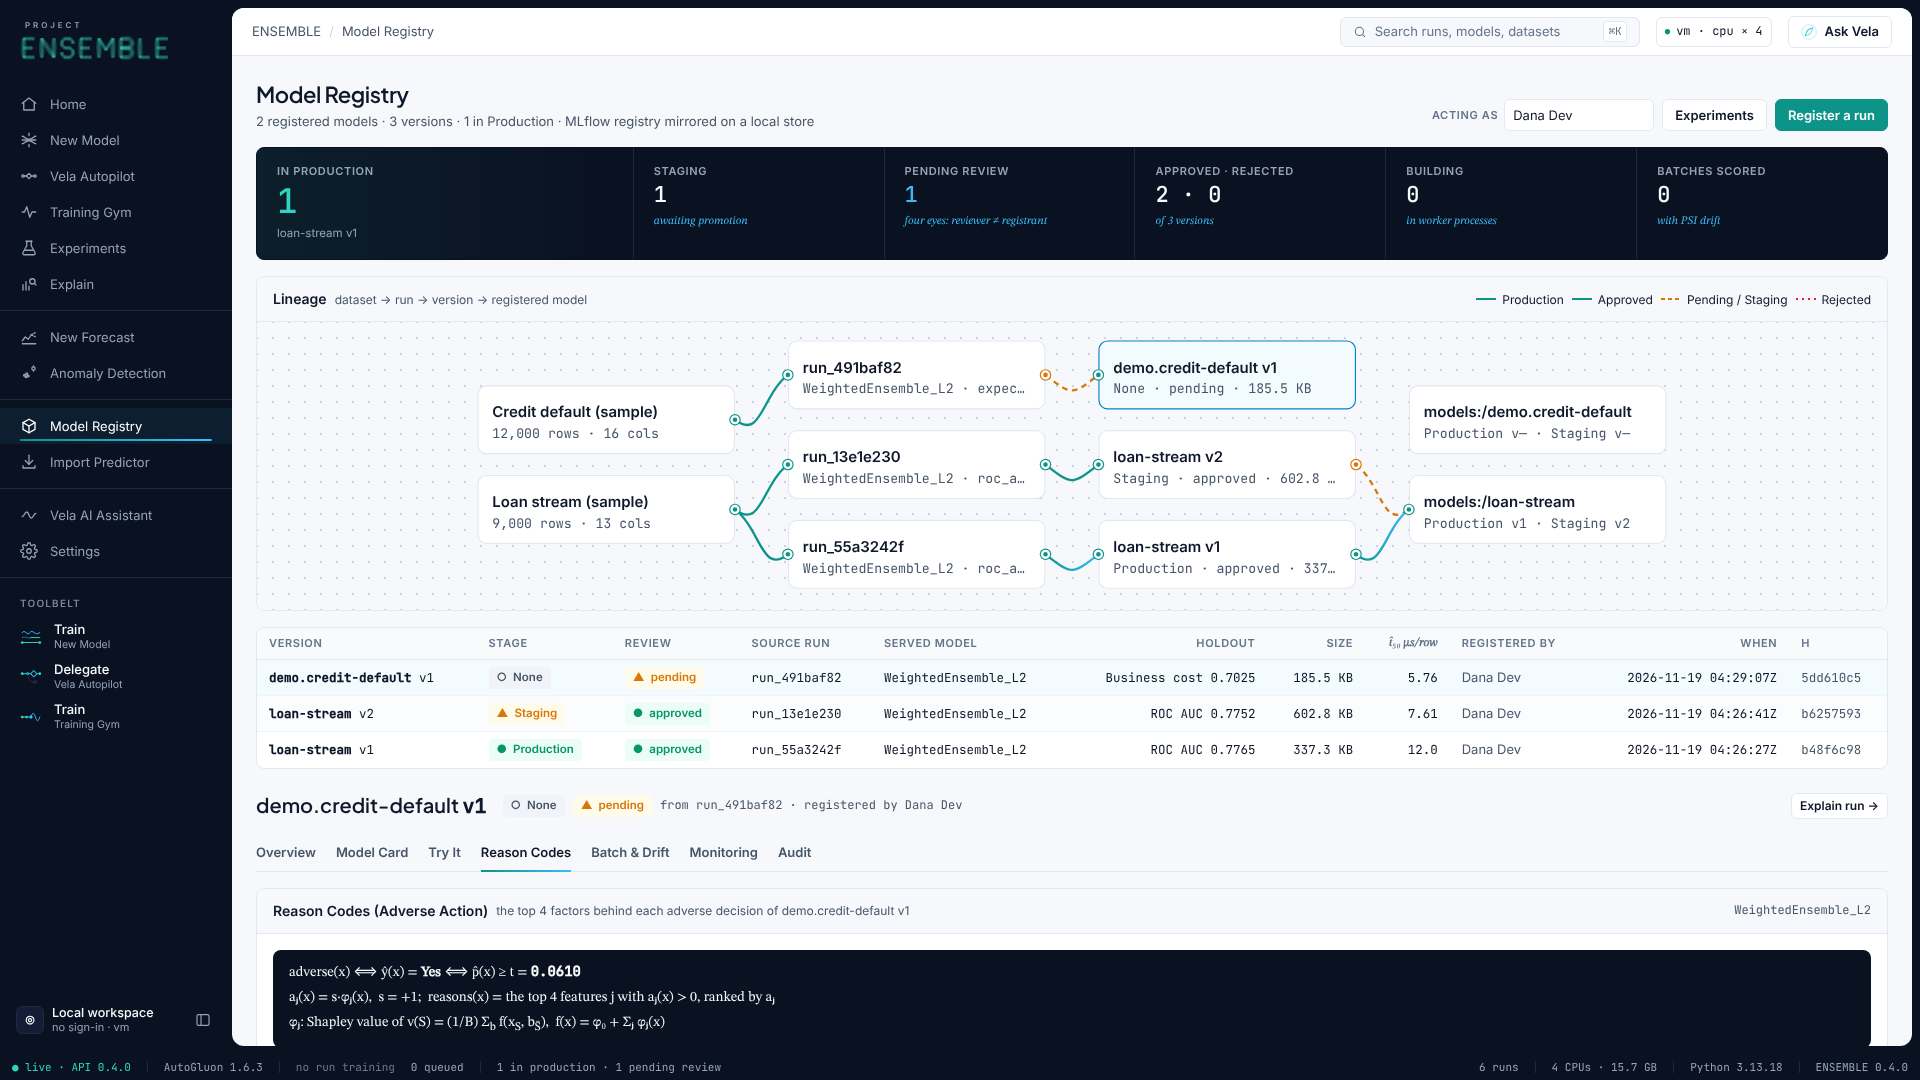 PROJECT
ENSEMBLE
Home
New Model
Vela Autopilot
Training Gym
Experiments
Explain
New Forecast
Anomaly Detection
Model Registry
Import Predictor
Vela AI Assistant
Settings
TOOLBELT
Train
New Model
Delegate
Vela Autopilot
Train
Training Gym
Local workspace
no sign-in · vm
ENSEMBLE / Model Registry
Search runs, models, datasets ⌘K
vm · cpu × 4
Ask Vela
Model Registry
2 registered models · 3 versions · 1 in Production · MLflow registry mirrored on a local store
ACTING AS Dana Dev Experiments Register a run
IN PRODUCTION
1
loan-stream v1
STAGING
1
awaiting promotion
PENDING REVIEW
1
four eyes: reviewer ≠ registrant
APPROVED · REJECTED
2 · 0
of 3 versions
BUILDING
0
in worker processes
BATCHES SCORED
0
with PSI drift
Lineage dataset → run → version → registered model
Production Approved Pending / Staging Rejected
Credit default (sample)
12,000 rows · 16 cols
Loan stream (sample)
9,000 rows · 13 cols
run_491baf82
WeightedEnsemble_L2 · expec…
run_13e1e230
WeightedEnsemble_L2 · roc_a…
run_55a3242f
WeightedEnsemble_L2 · roc_a…
demo.credit-default v1
None · pending · 185.5 KB
loan-stream v2
Staging · approved · 602.8 …
loan-stream v1
Production · approved · 337…
models:/demo.credit-default
Production v— · Staging v—
models:/loan-stream
Production v1 · Staging v2
VERSION STAGE REVIEW SOURCE RUN SERVED MODEL HOLDOUT SIZE t̂₅₀ µs/row REGISTERED BY WHEN H
demo.credit-default v1 None pending run_491baf82 WeightedEnsemble_L2 Business cost 0.7025 185.5 KB 5.76 Dana Dev 2026-11-19 04:29:07Z 5dd610c5
loan-stream v2 Staging approved run_13e1e230 WeightedEnsemble_L2 ROC AUC 0.7752 602.8 KB 7.61 Dana Dev 2026-11-19 04:26:41Z b6257593
loan-stream v1 Production approved run_55a3242f WeightedEnsemble_L2 ROC AUC 0.7765 337.3 KB 12.0 Dana Dev 2026-11-19 04:26:27Z b48f6c98
demo.credit-default v1 None pending from run_491baf82 · registered by Dana Dev Explain run →
Overview Model Card Try It Reason Codes Batch & Drift Monitoring Audit
Reason Codes (Adverse Action) the top 4 factors behind each adverse decision of demo.credit-default v1 WeightedEnsemble_L2
adverse(x) ⟺ ŷ(x) = Yes ⟺ p̂(x) ≥ t = 0.0610
aⱼ(x) = s·φⱼ(x), s = +1; reasons(x) = the top 4 features j with aⱼ(x) > 0, ranked by aⱼ
φⱼ: Shapley value of v(S) = (1/B) Σ_b f(x_S, b_S̄), f(x) = φ₀ + Σⱼ φⱼ(x)
live · API 0.4.0 AutoGluon 1.6.3 no run training 0 queued 1 in production · 1 pending review 6 runs 4 CPUs · 15.7 GB Python 3.13.18 ENSEMBLE 0.4.0